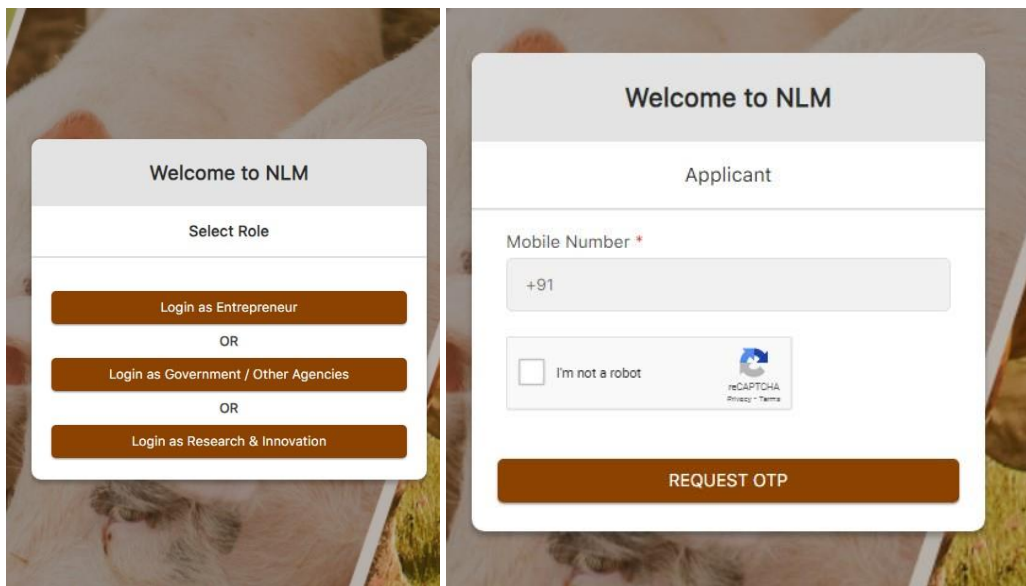 Welcome to NLM
Select Role
Login as Entrepreneur
OR
Login as Government / Other Agencies
OR
Login as Research & Innovation
Welcome to NLM
Applicant
Mobile Number *
+91
I'm not a robot
reCAPTCHA
Privacy - Terms
REQUEST OTP